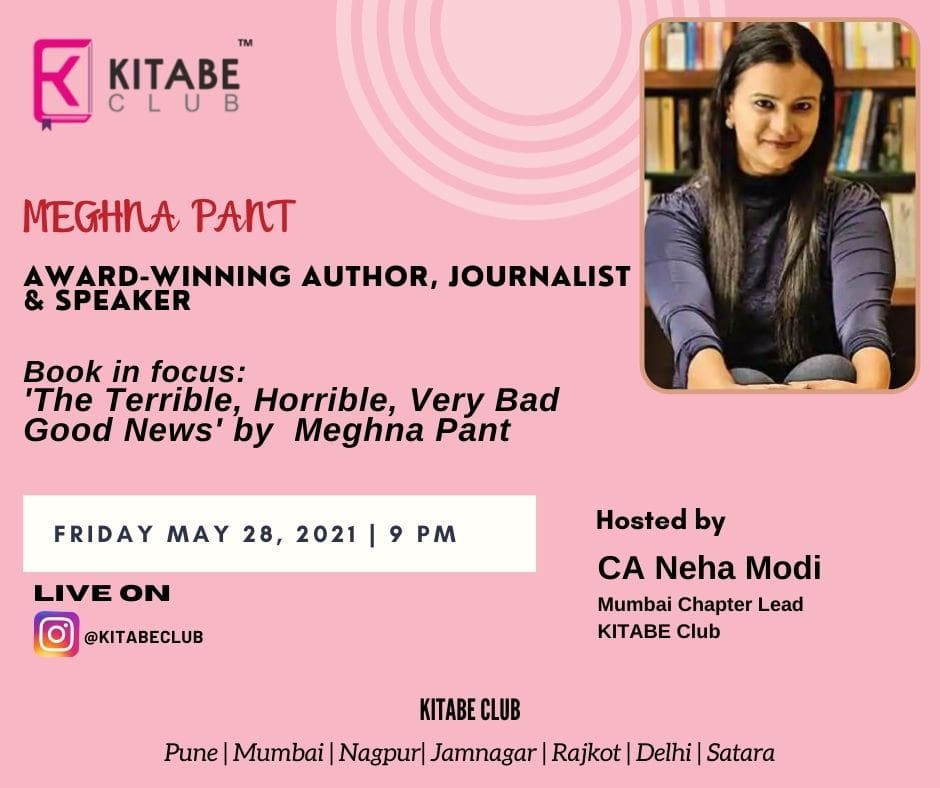 KITABE™
CLUB
MEGHNA PANT
AWARD-WINNING AUTHOR, JOURNALIST
& SPEAKER
Book in focus:
'The Terrible, Horrible, Very Bad
Good News' by Meghna Pant
FRIDAY MAY 28, 2021 | 9 PM
LIVE ON
@KITABECLUB
Hosted by
CA Neha Modi
Mumbai Chapter Lead
KITABE Club
KITABE CLUB
Pune | Mumbai | Nagpur| Jamnagar | Rajkot | Delhi | Satara